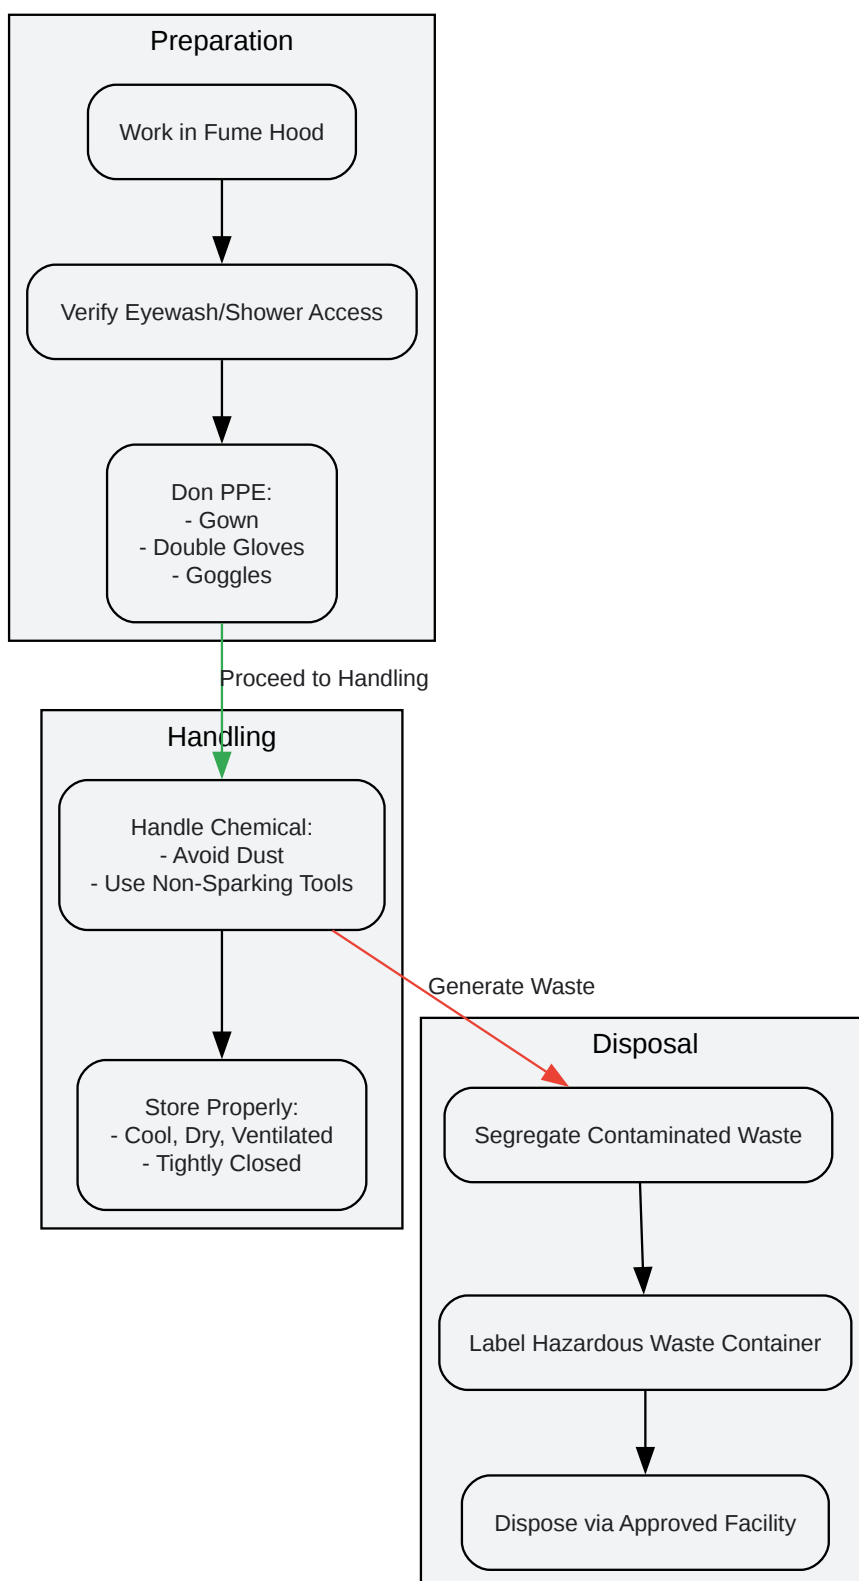 Preparation
Work in Fume Hood
Verify Eyewash/Shower Access
Don PPE:
- Gown
- Double Gloves
- Goggles
Proceed to Handling
Handling
Handle Chemical:
- Avoid Dust
- Use Non-Sparking Tools
Generate Waste
Store Properly:
- Cool, Dry, Ventilated
- Tightly Closed
Disposal
Segregate Contaminated Waste
Label Hazardous Waste Container
Dispose via Approved Facility